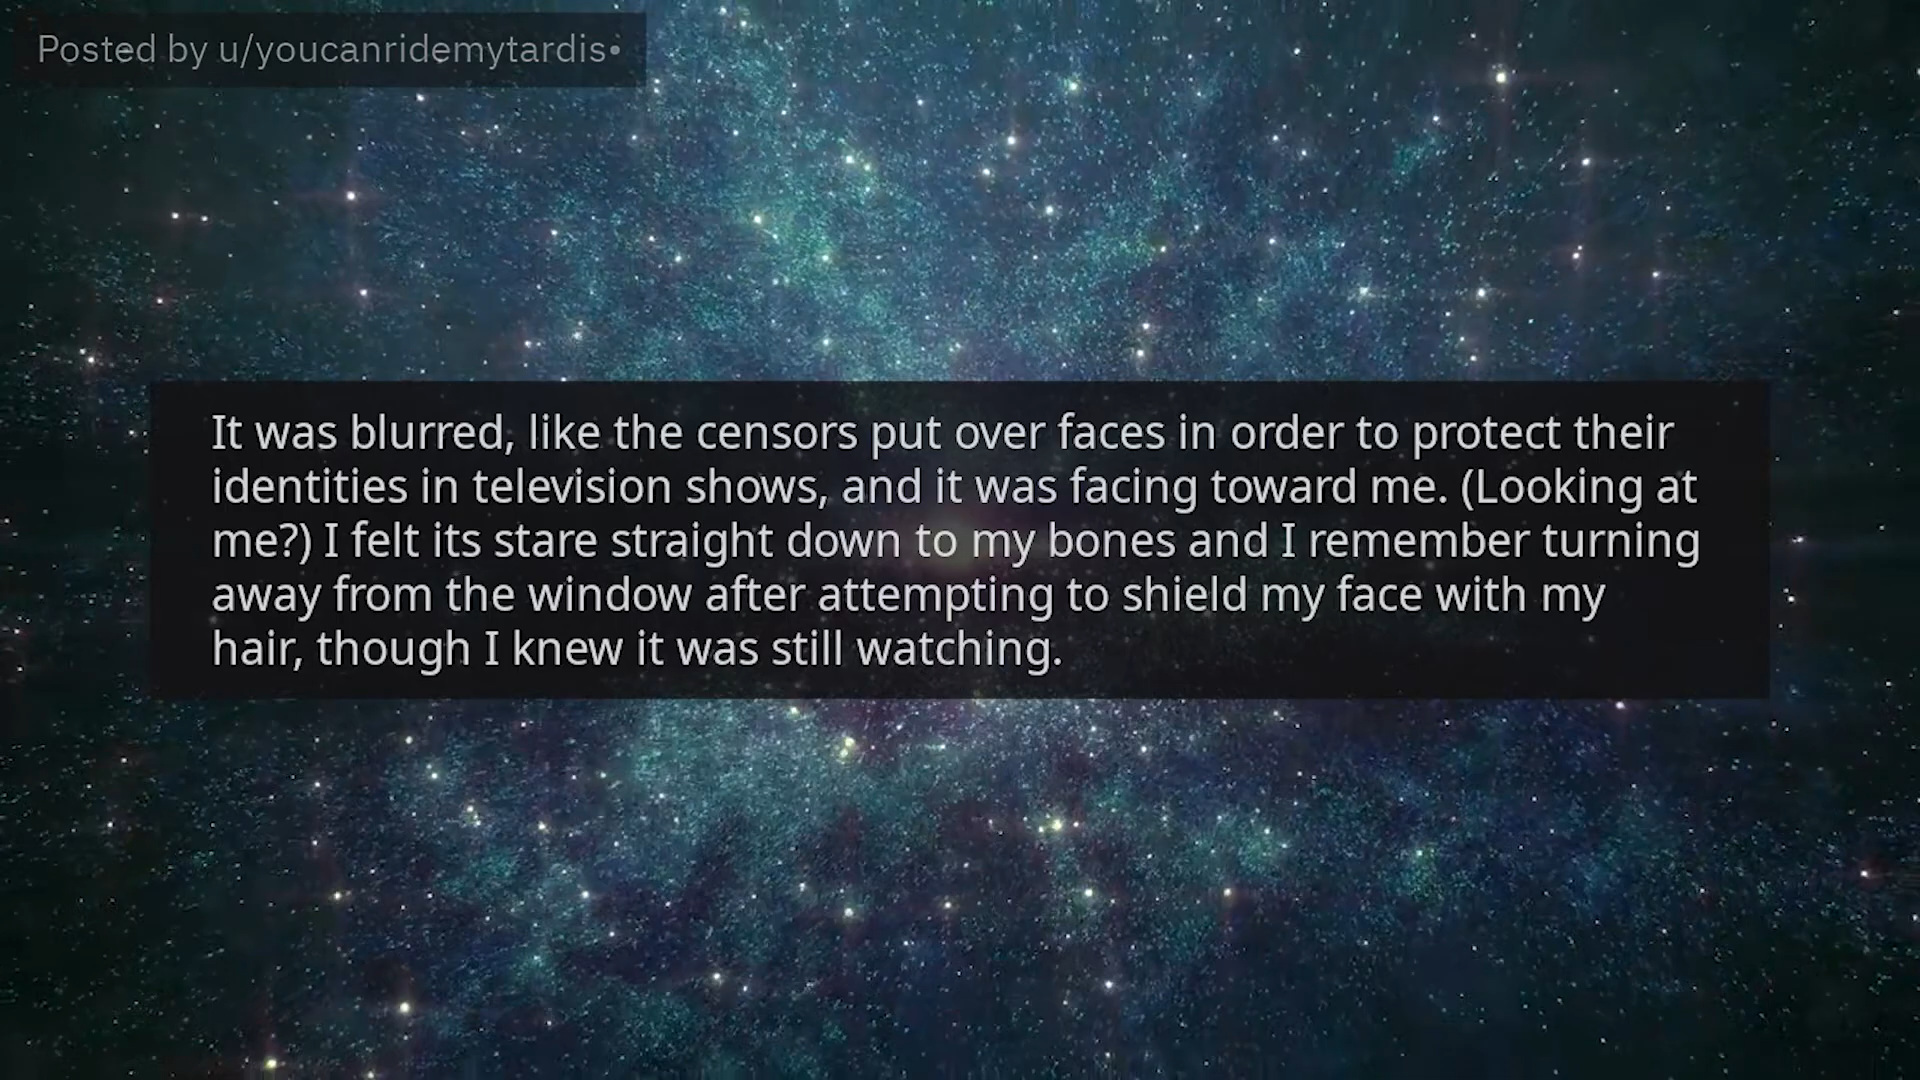 Posted by u/youcanridemytardis•
It was blurred, like the censors put over faces in order to protect their
identities in television shows, and it was facing toward me. (Looking at
me?) I felt its stare straight down to my bones and I remember turning
away from the window after attempting to shield my face with my
hair, though I knew it was still watching.